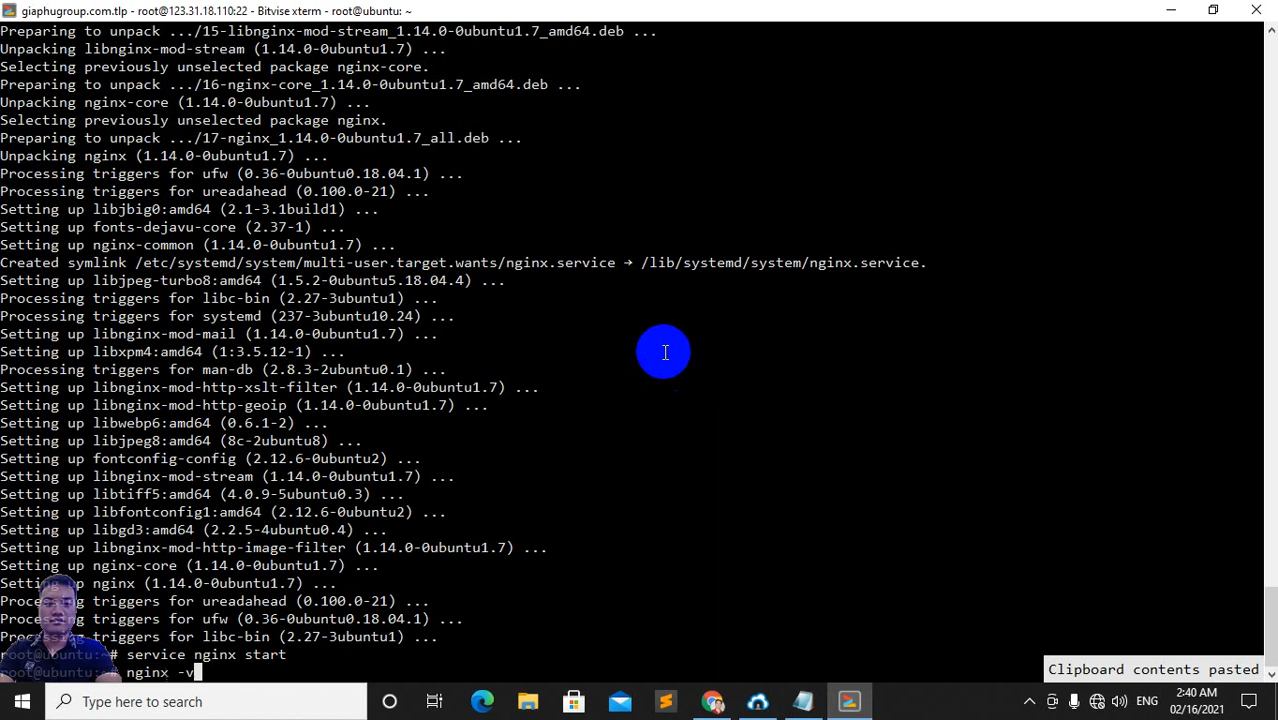 giaphugroup.com.tlp - root@123.31.18.110:22 - Bitvise xterm - root@ubuntu: ~
Preparing to unpack .../15-libnginx-mod-stream_1.14.0-0ubuntu1.7_amd64.deb ...
Unpacking libnginx-mod-stream (1.14.0-0ubuntu1.7) ...
Selecting previously unselected package nginx-core.
Preparing to unpack .../16-nginx-core_1.14.0-0ubuntu1.7_amd64.deb ...
Unpacking nginx-core (1.14.0-0ubuntu1.7) ...
Selecting previously unselected package nginx.
Preparing to unpack .../17-nginx_1.14.0-0ubuntu1.7_all.deb ...
Unpacking nginx (1.14.0-0ubuntu1.7) ...
Processing triggers for ufw (0.36-0ubuntu0.18.04.1) ...
Processing triggers for ureadahead (0.100.0-21) ...
Setting up libjbig0:amd64 (2.1-3.1build1) ...
Setting up fonts-dejavu-core (2.37-1) ...
Setting up nginx-common (1.14.0-0ubuntu1.7) ...
Created symlink /etc/systemd/system/multi-user.target.wants/nginx.service → /lib/systemd/system/nginx.service.
Setting up libjpeg-turbo8:amd64 (1.5.2-0ubuntu5.18.04.4) ...
Processing triggers for libc-bin (2.27-3ubuntu1) ...
Processing triggers for systemd (237-3ubuntu10.24) ...
Setting up libnginx-mod-mail (1.14.0-0ubuntu1.7) ...
Setting up libxpm4:amd64 (1:3.5.12-1) ...
Processing triggers for man-db (2.8.3-2ubuntu0.1) ...
Setting up libnginx-mod-http-xslt-filter (1.14.0-0ubuntu1.7) ...
Setting up libnginx-mod-http-geoip (1.14.0-0ubuntu1.7) ...
Setting up libwebp6:amd64 (0.6.1-2) ...
Setting up libjpeg8:amd64 (8c-2ubuntu8) ...
Setting up fontconfig-config (2.12.6-0ubuntu2) ...
Setting up libnginx-mod-stream (1.14.0-0ubuntu1.7) ...
Setting up libtiff5:amd64 (4.0.9-5ubuntu0.3) ...
Setting up libfontconfig1:amd64 (2.12.6-0ubuntu2) ...
Setting up libgd3:amd64 (2.2.5-4ubuntu0.4) ...
Setting up libnginx-mod-http-image-filter (1.14.0-0ubuntu1.7) ...
Setting up nginx-core (1.14.0-0ubuntu1.7) ...
Setting up nginx (1.14.0-0ubuntu1.7) ...
Processing triggers for ureadahead (0.100.0-21) ...
Processing triggers for ufw (0.36-0ubuntu0.18.04.1) ...
Processing triggers for libc-bin (2.27-3ubuntu1) ...
root@ubuntu:~# service nginx start
root@ubuntu:~# nginx -v
Clipboard contents pasted
Type here to search
ENG
2:40 AM
02/16/2021